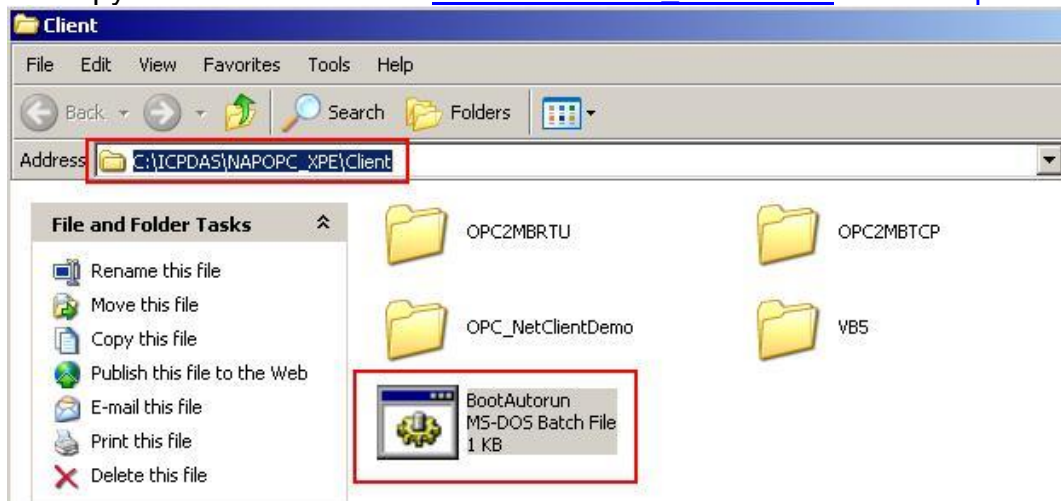 Client
File Edit View Favorites Tools Help
Back Search Folders
Address C:\ICPDAS\NAPOPC_XPE\Client
File and Folder Tasks
Rename this file
Move this file
Copy this file
Publish this file to the Web
E-mail this file
Print this file
Delete this file
OPC2MBRTU OPC2MBTCP
OPC_NetClientDemo VB5
BootAutorun
MS-DOS Batch File
1 KB